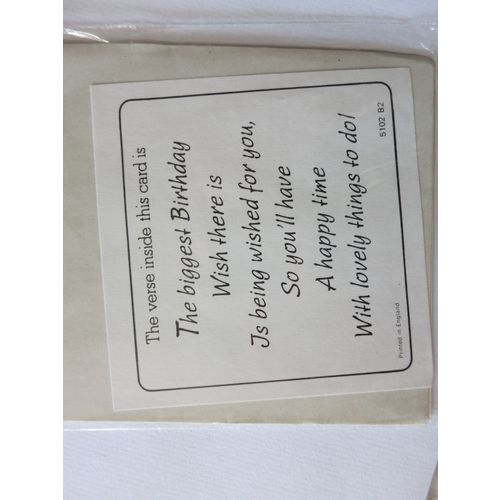 The verse inside this card is
The biggest Birthday
Wish there is
Is being wished for you,
So you'll have
A happy time
With lovely things to do!
Printed in England
5102 B2